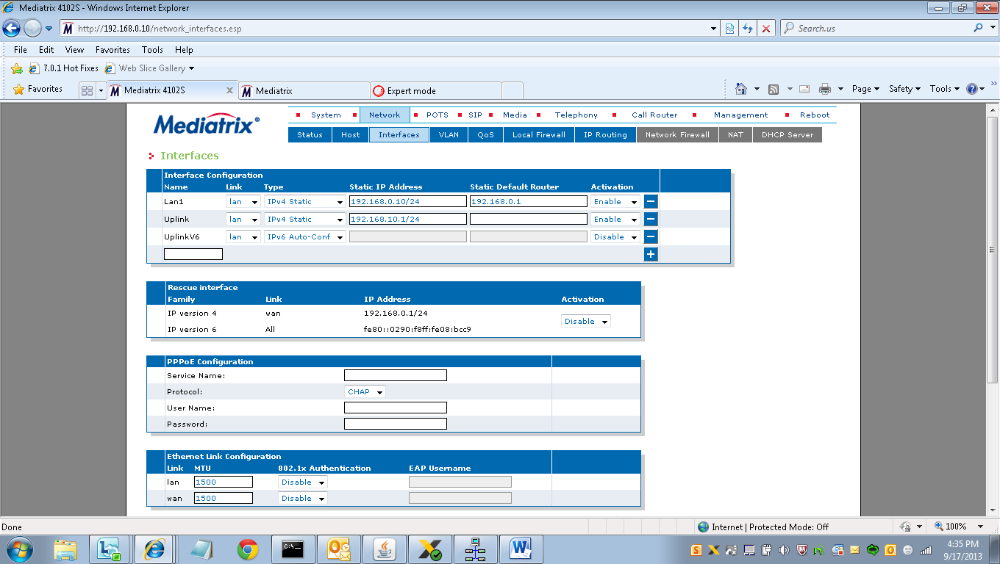 Mediatrix 4102S - Windows Internet Explorer
http://192.168.0.10/network_interfaces.esp
Search.us
File Edit View Favorites Tools Help
7.0.1 Hot Fixes Web Slice Gallery
Favorites Mediatrix 4102S Mediatrix Expert mode Page Safety Tools
Mediatrix®
System Network POTS SIP Media Telephony Call Router Management Reboot
Status Host Interfaces VLAN QoS Local Firewall IP Routing Network Firewall NAT DHCP Server
Interfaces
Interface Configuration
Name Link Type Static IP Address Static Default Router Activation
Lan1 lan IPv4 Static 192.168.0.10/24 192.168.0.1 Enable
Uplink lan IPv4 Static 192.168.10.1/24 Enable
UplinkV6 lan IPv6 Auto-Conf Disable
Rescue interface
Family Link IP Address Activation
IP version 4 wan 192.168.0.1/24
Disable
IP version 6 All fe80::0290:f8ff:fe08:bcc9
PPPoE Configuration
Service Name:
Protocol: CHAP
User Name:
Password:
Ethernet Link Configuration
Link MTU 802.1x Authentication EAP Username
lan 1500 Disable
wan 1500 Disable
Done Internet | Protected Mode: Off 100%
4:35 PM
9/17/2013